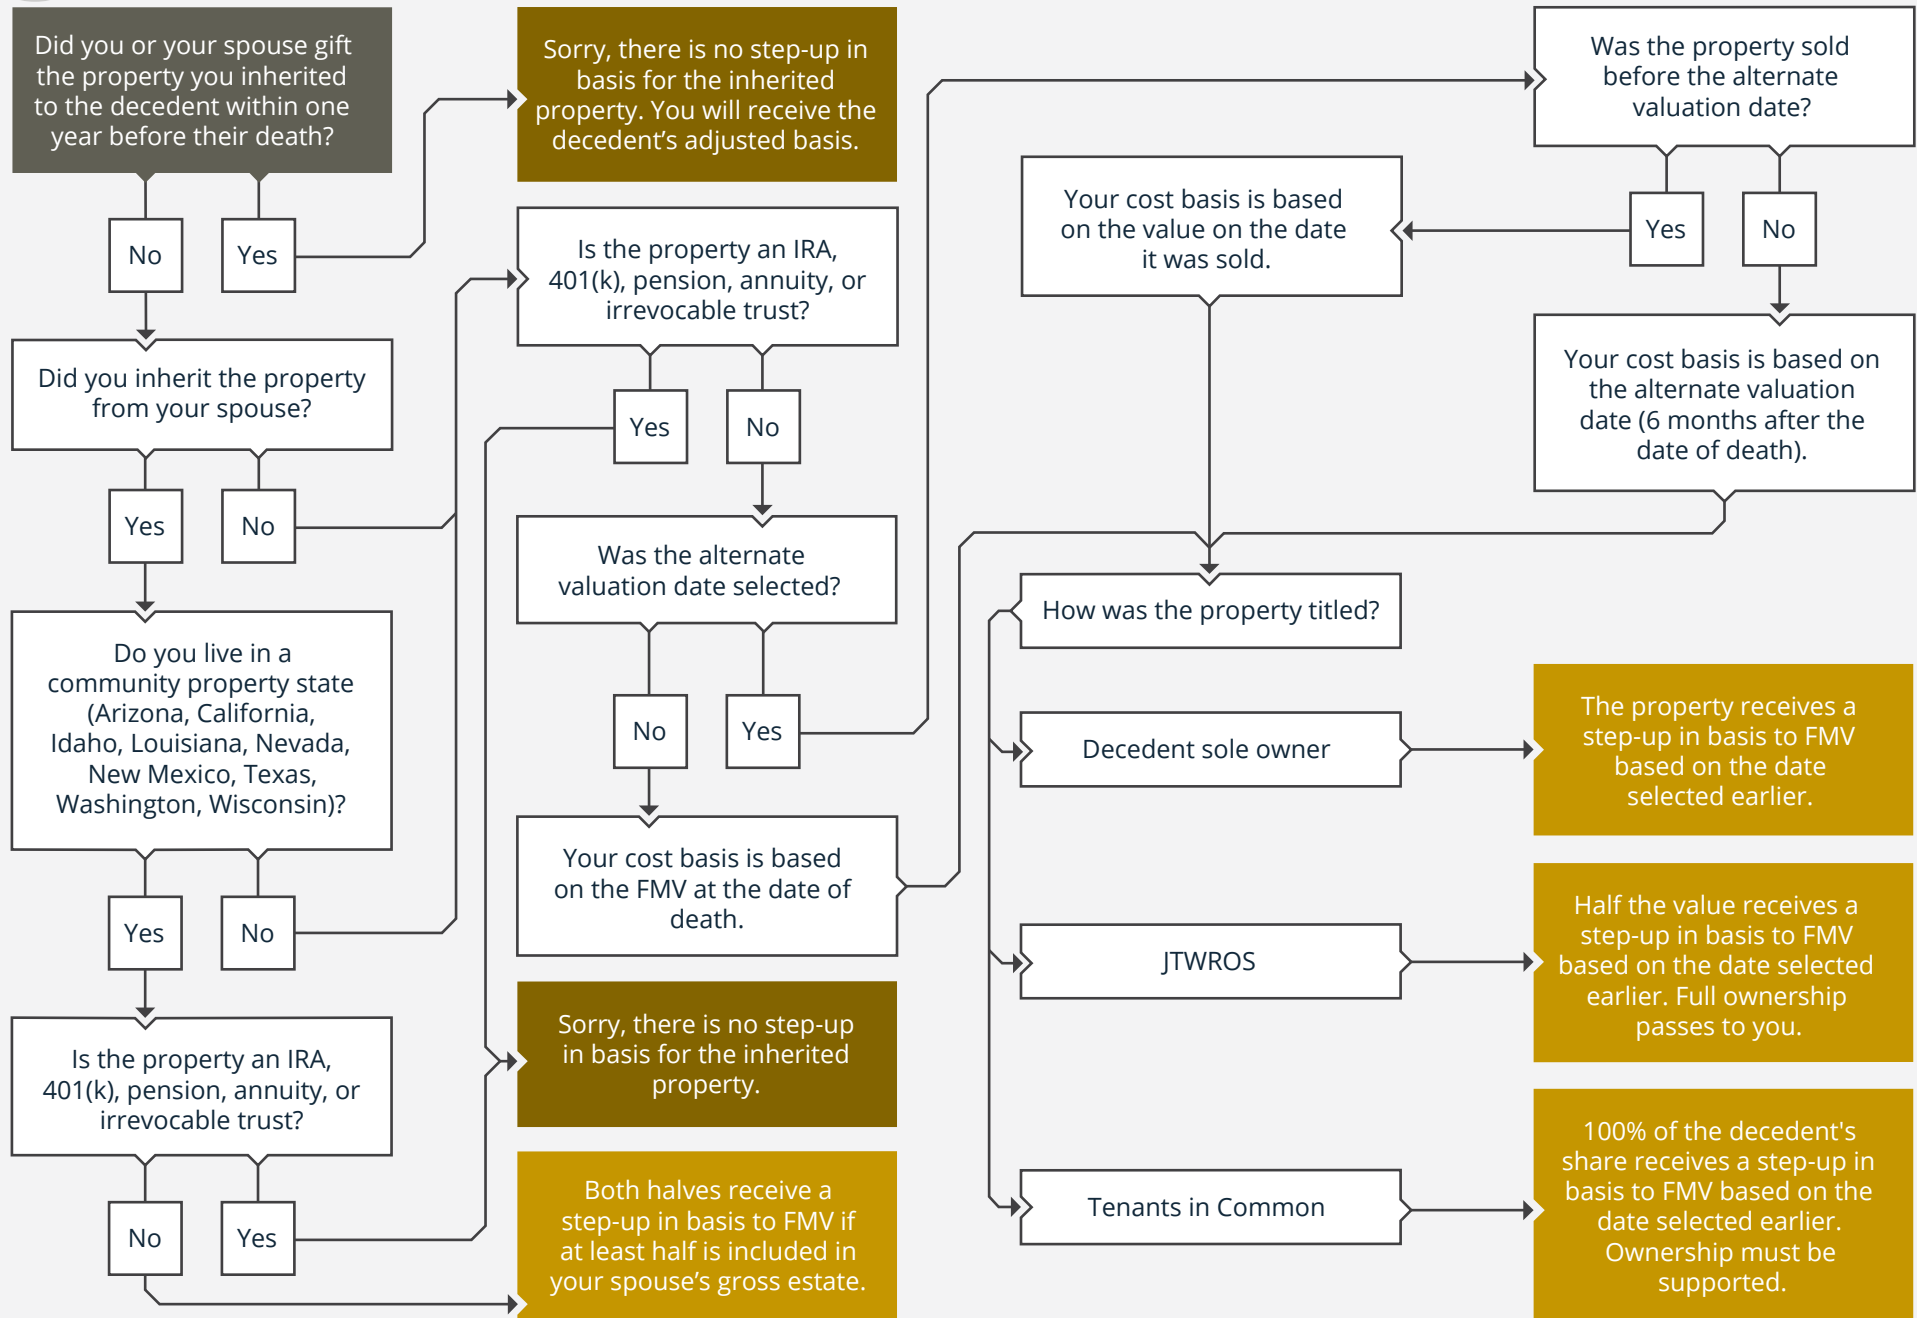 Did you or your spouse gift
the property you inherited
to the decedent within one
year before their death?
No
Yes
Did you inherit the property
from your spouse?
Yes
No
Do you live in a
community property state
(Arizona, California,
Idaho, Louisiana, Nevada,
New Mexico, Texas,
Washington, Wisconsin)?
Yes
No
Is the property an IRA,
401(k), pension, annuity, or
irrevocable trust?
No
Yes
Sorry, there is no step-up in
basis for the inherited
property. You will receive the
decedent’s adjusted basis.
Is the property an IRA,
401(k), pension, annuity, or
irrevocable trust?
Yes
No
Was the alternate
valuation date selected?
No
Yes
Your cost basis is based
on the FMV at the date of
death.
Sorry, there is no step-up
in basis for the inherited
property.
Both halves receive a
step-up in basis to FMV if
at least half is included in
your spouse’s gross estate.
Was the property sold
before the alternate
valuation date?
Yes
No
Your cost basis is based
on the value on the date
it was sold.
Your cost basis is based on
the alternate valuation
date (6 months after the
date of death).
How was the property titled?
Decedent sole owner
The property receives a
step-up in basis to FMV
based on the date
selected earlier.
JTWROS
Half the value receives a
step-up in basis to FMV
based on the date selected
earlier. Full ownership
passes to you.
Tenants in Common
100% of the decedent's
share receives a step-up in
basis to FMV based on the
date selected earlier.
Ownership must be
supported.